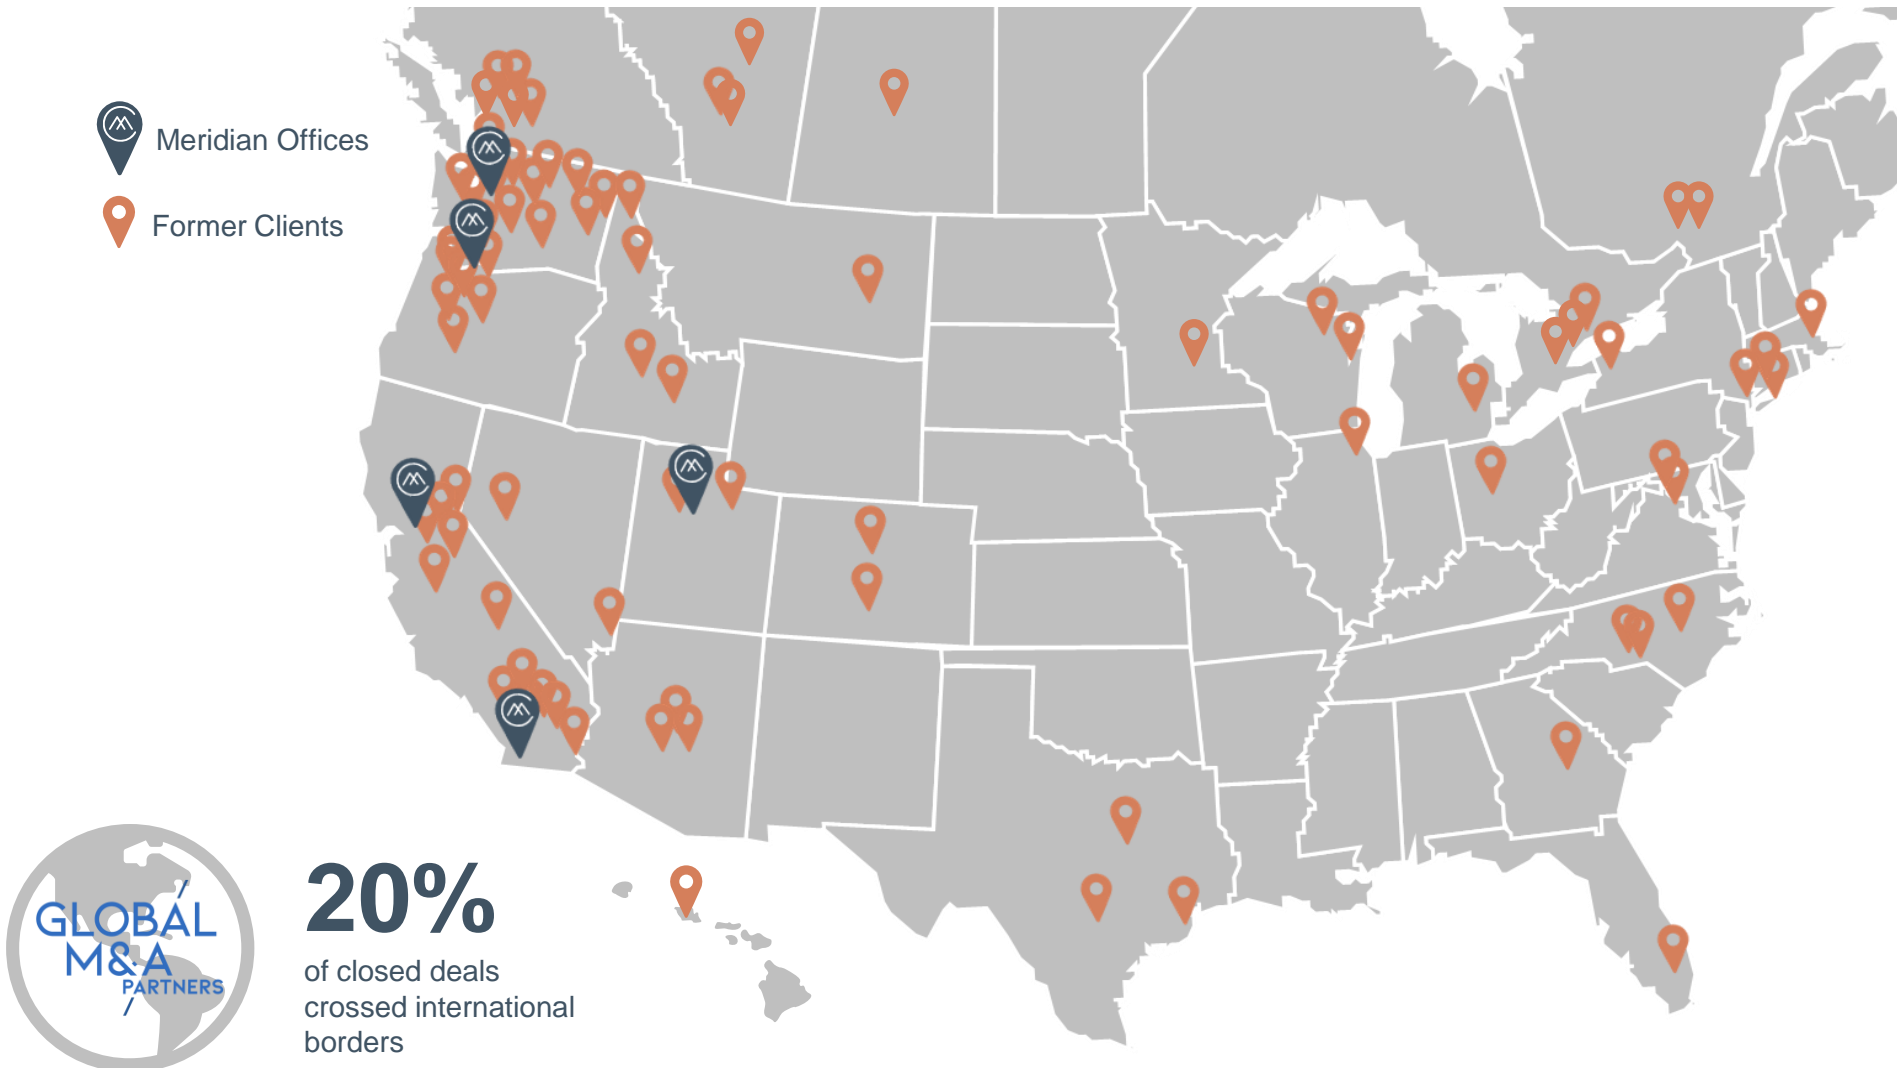 Meridian Offices
Former Clients
GLOBAL
M&A
PARTNERS
20%
of closed deals
crossed international
borders